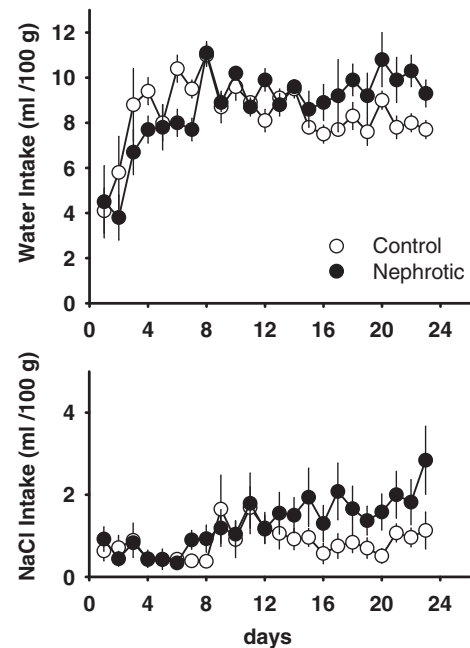 12
10
8
6
4
2
0
Water Intake (ml /100 g)
Control
Nephrotic
0 4 8 12 16 20 24
4
2
0
NaCl Intake (ml /100 g)
0 4 8 12 16 20 24
days